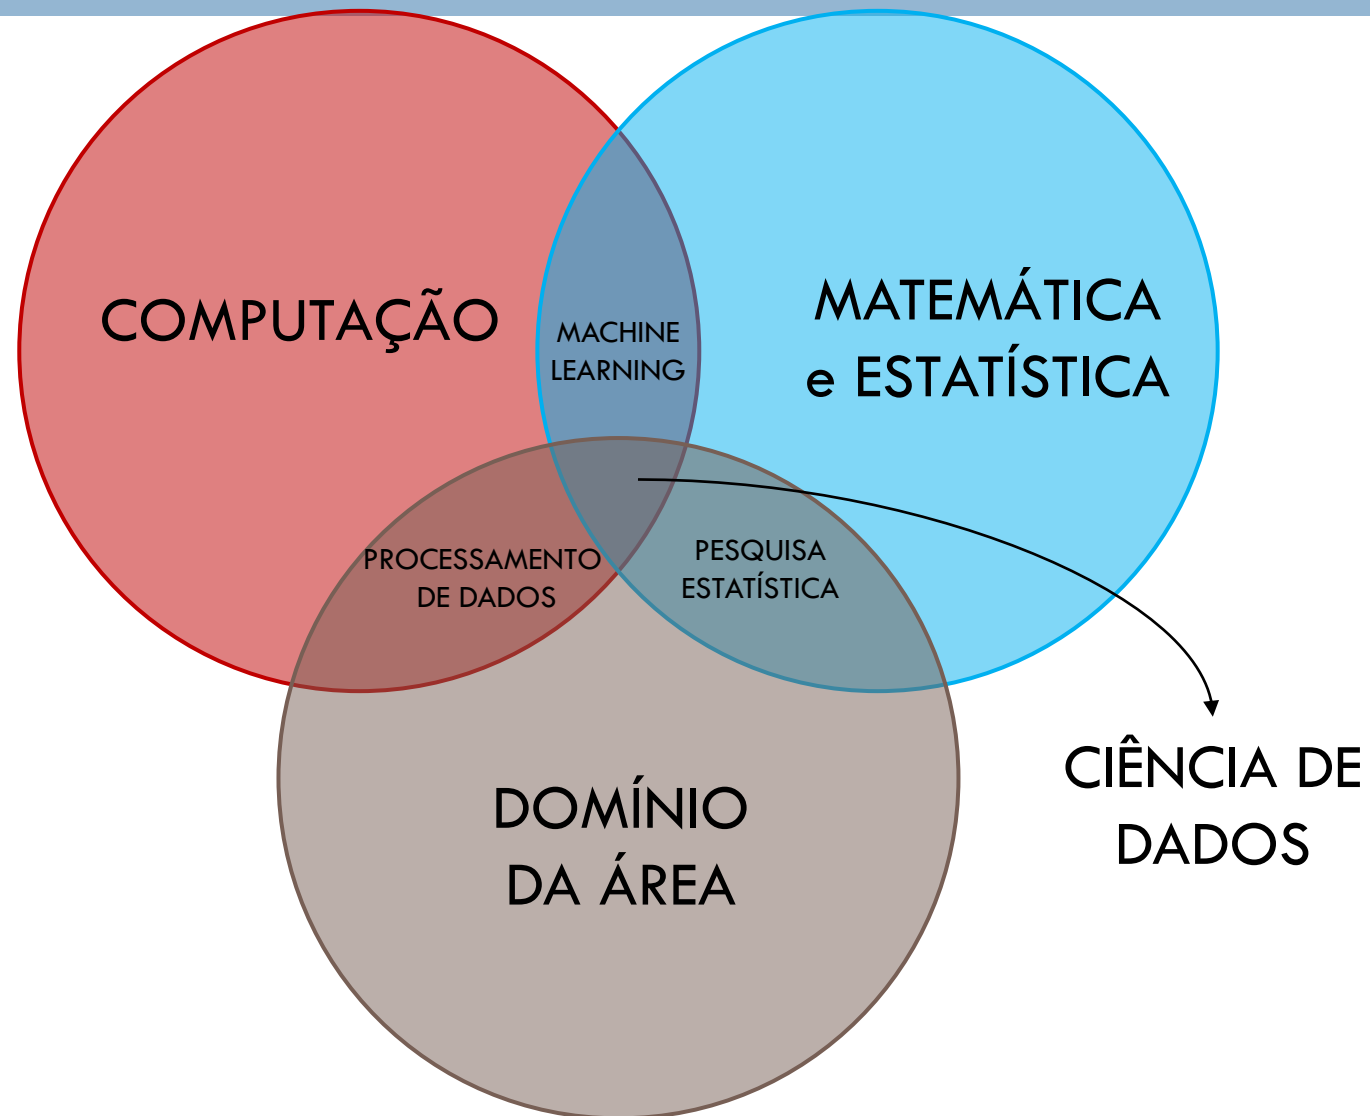 COMPUTAÇÃO
MACHINE
LEARNING
MATEMÁTICA
e ESTATÍSTICA
PROCESSAMENTO
DE DADOS
PESQUISA
ESTATÍSTICA
DOMÍNIO
DA ÁREA
CIÊNCIA DE
DADOS